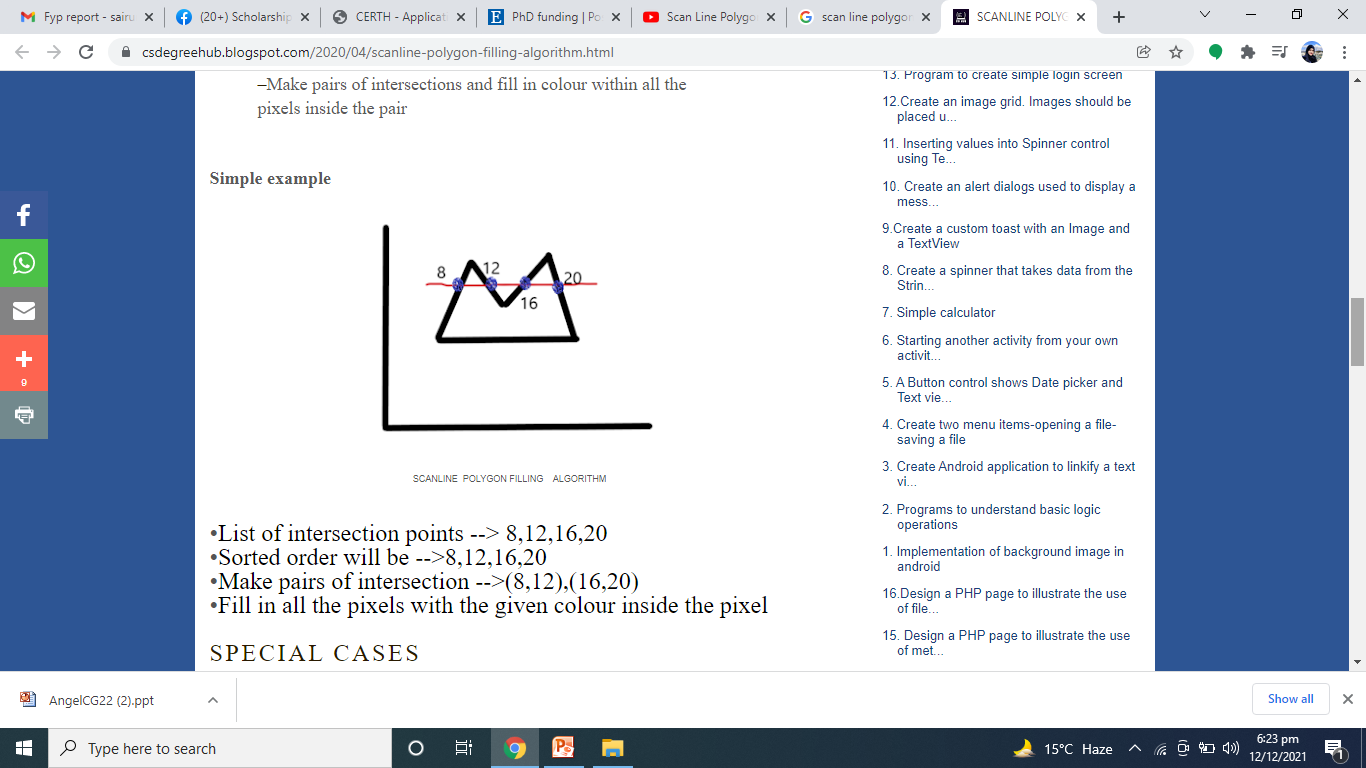 Fyp report - sairu
(20+) Scholarship
CERTH - Applicat
PhD funding | Po
Scan Line Polygo
scan line polygor
SCANLINE POLYG
csdegreehub.blogspot.com/2020/04/scanline-polygon-filling-algorithm.html
–Make pairs of intersections and fill in colour within all the
pixels inside the pair
Simple example
8
12
16
20
SCANLINE POLYGON FILLING ALGORITHM
•List of intersection points --> 8,12,16,20
•Sorted order will be -->8,12,16,20
•Make pairs of intersection -->(8,12),(16,20)
•Fill in all the pixels with the given colour inside the pixel
SPECIAL CASES
13. Program to create simple login screen
12.Create an image grid. Images should be
placed u...
11. Inserting values into Spinner control
using Te...
10. Create an alert dialogs used to display a
mess...
9.Create a custom toast with an Image and
a TextView
8. Create a spinner that takes data from the
Strin...
7. Simple calculator
6. Starting another activity from your own
activit...
5. A Button control shows Date picker and
Text vie...
4. Create two menu items-opening a file-
saving a file
3. Create Android application to linkify a text
vi...
2. Programs to understand basic logic
operations
1. Implementation of background image in
android
16.Design a PHP page to illustrate the use
of file...
15. Design a PHP page to illustrate the use
of met...
9
AngelCG22 (2).ppt
Show all
Type here to search
15°C Haze
6:23 pm
12/12/2021
1